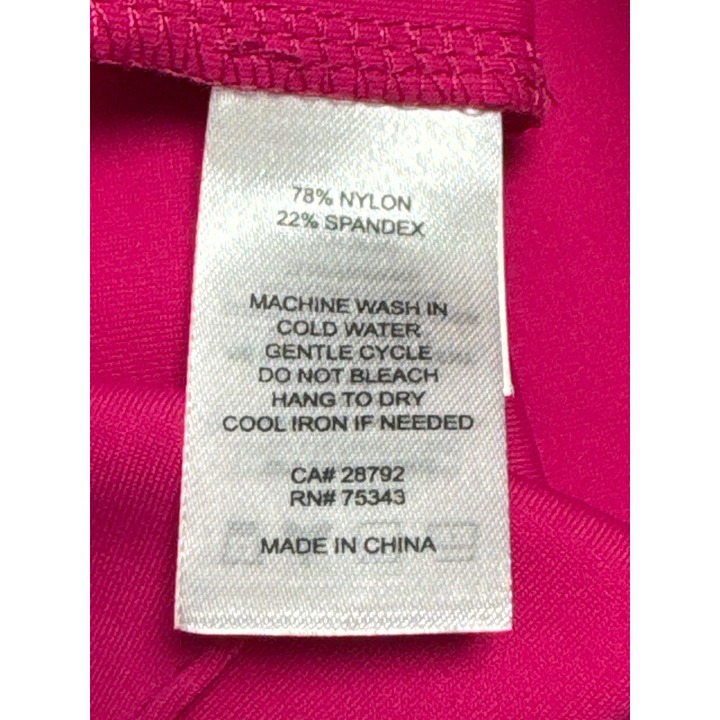 78% NYLON
22% SPANDEX
MACHINE WASH IN
COLD WATER
GENTLE CYCLE
DO NOT BLEACH
HANG TO DRY
COOL IRON IF NEEDED
CA# 28792
RN# 75343
MADE IN CHINA